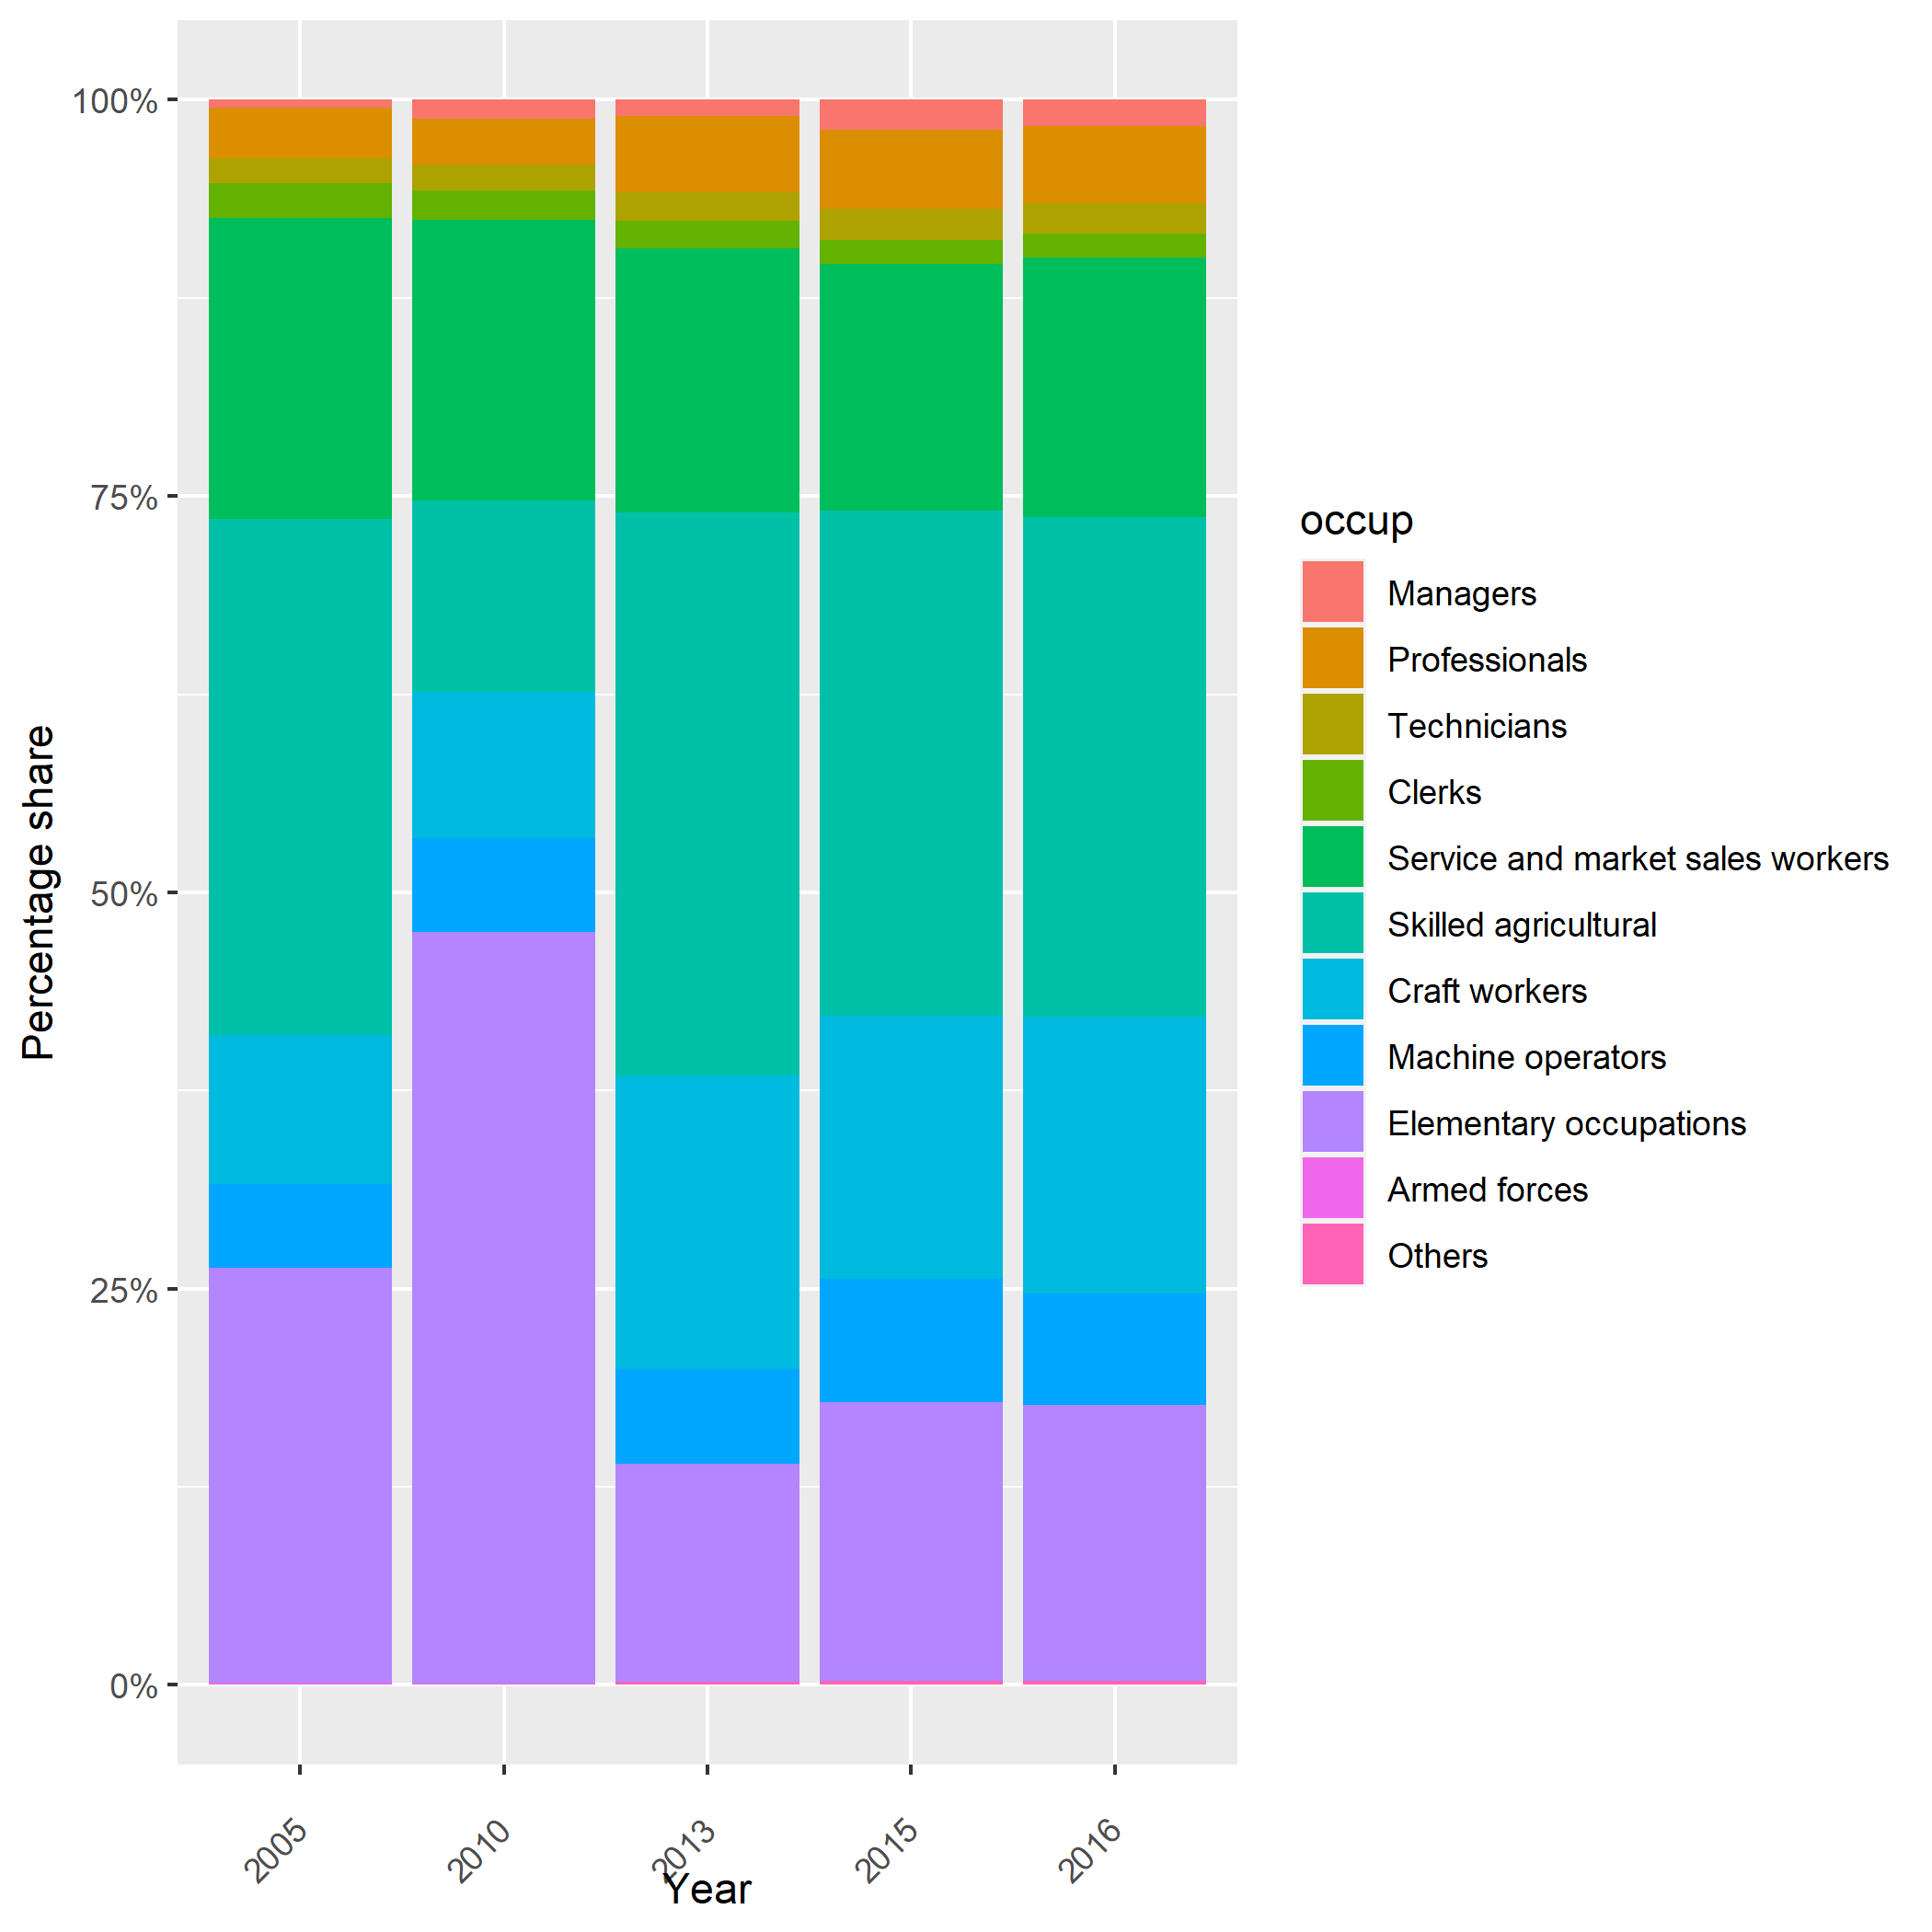 100%
75%
50%
25%
0%
Percentage share
2005
2010
2013
2015
2016
Year
occup
Managers
Professionals
Technicians
Clerks
Service and market sales workers
Skilled agricultural
Craft workers
Machine operators
Elementary occupations
Armed forces
Others